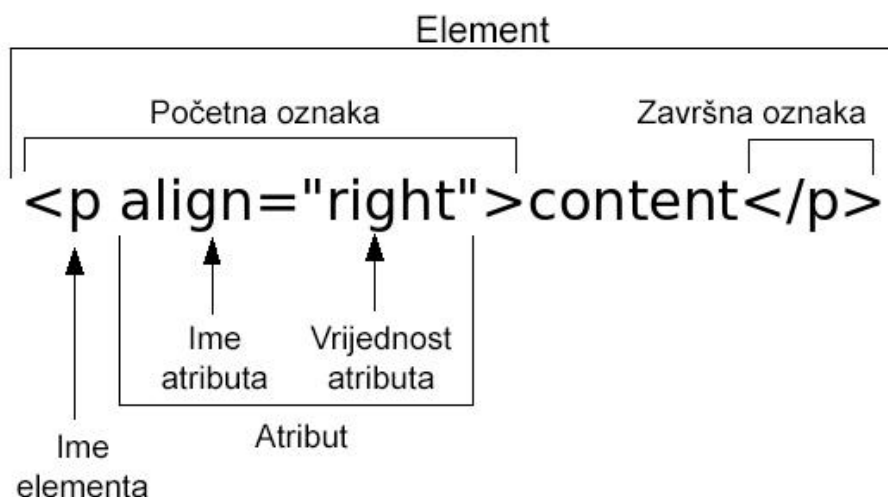 Element
Početna oznaka
Završna oznaka
<p align="right">content</p>
Ime
atributa
Vrijednost
atributa
Atribut
Ime
elementa